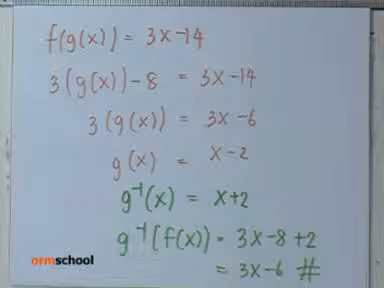 f(g(x)) = 3x-14
3(g(x))-8 = 3x-14
3(g(x)) = 3x-6
g(x) = x-2
g⁻¹(x) = x+2
g⁻¹(f(x)) = 3x-8+2
= 3x-6 #
ormschool